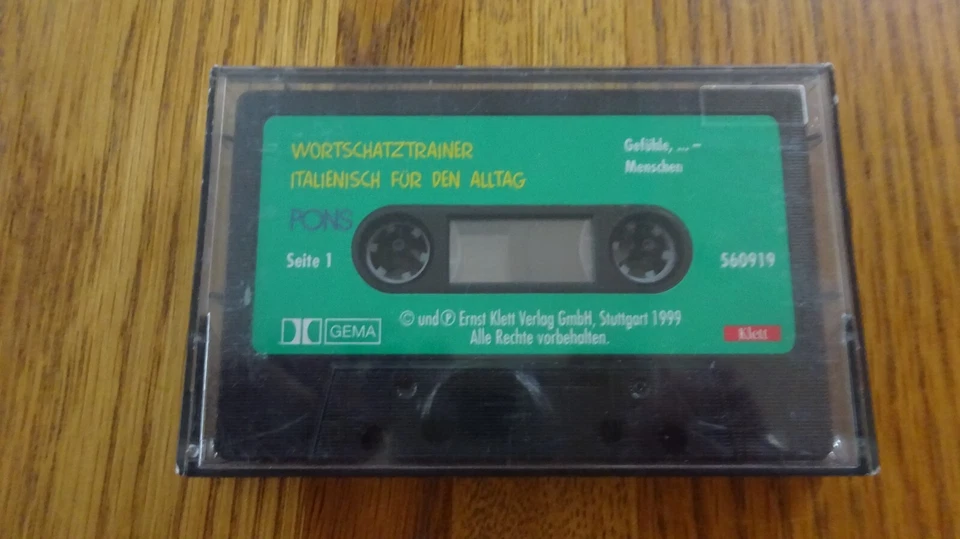 WORTSCHATZTRAINER
ITALIENISCH FÜR DEN ALLTAG
Gefühle, ... –
Menschen
PONS
Seite 1
560919
GEMA
© und ℗ Ernst Klett Verlag GmbH, Stuttgart 1999
Alle Rechte vorbehalten.
Klett